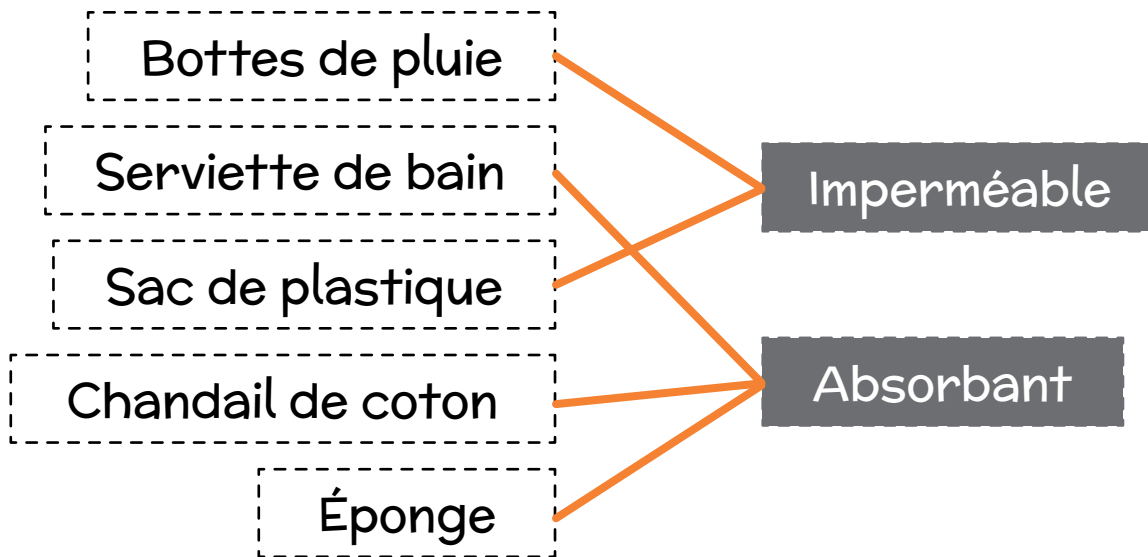 Bottes de pluie
Serviette de bain
Sac de plastique
Chandail de coton
Éponge
Imperméable
Absorbant